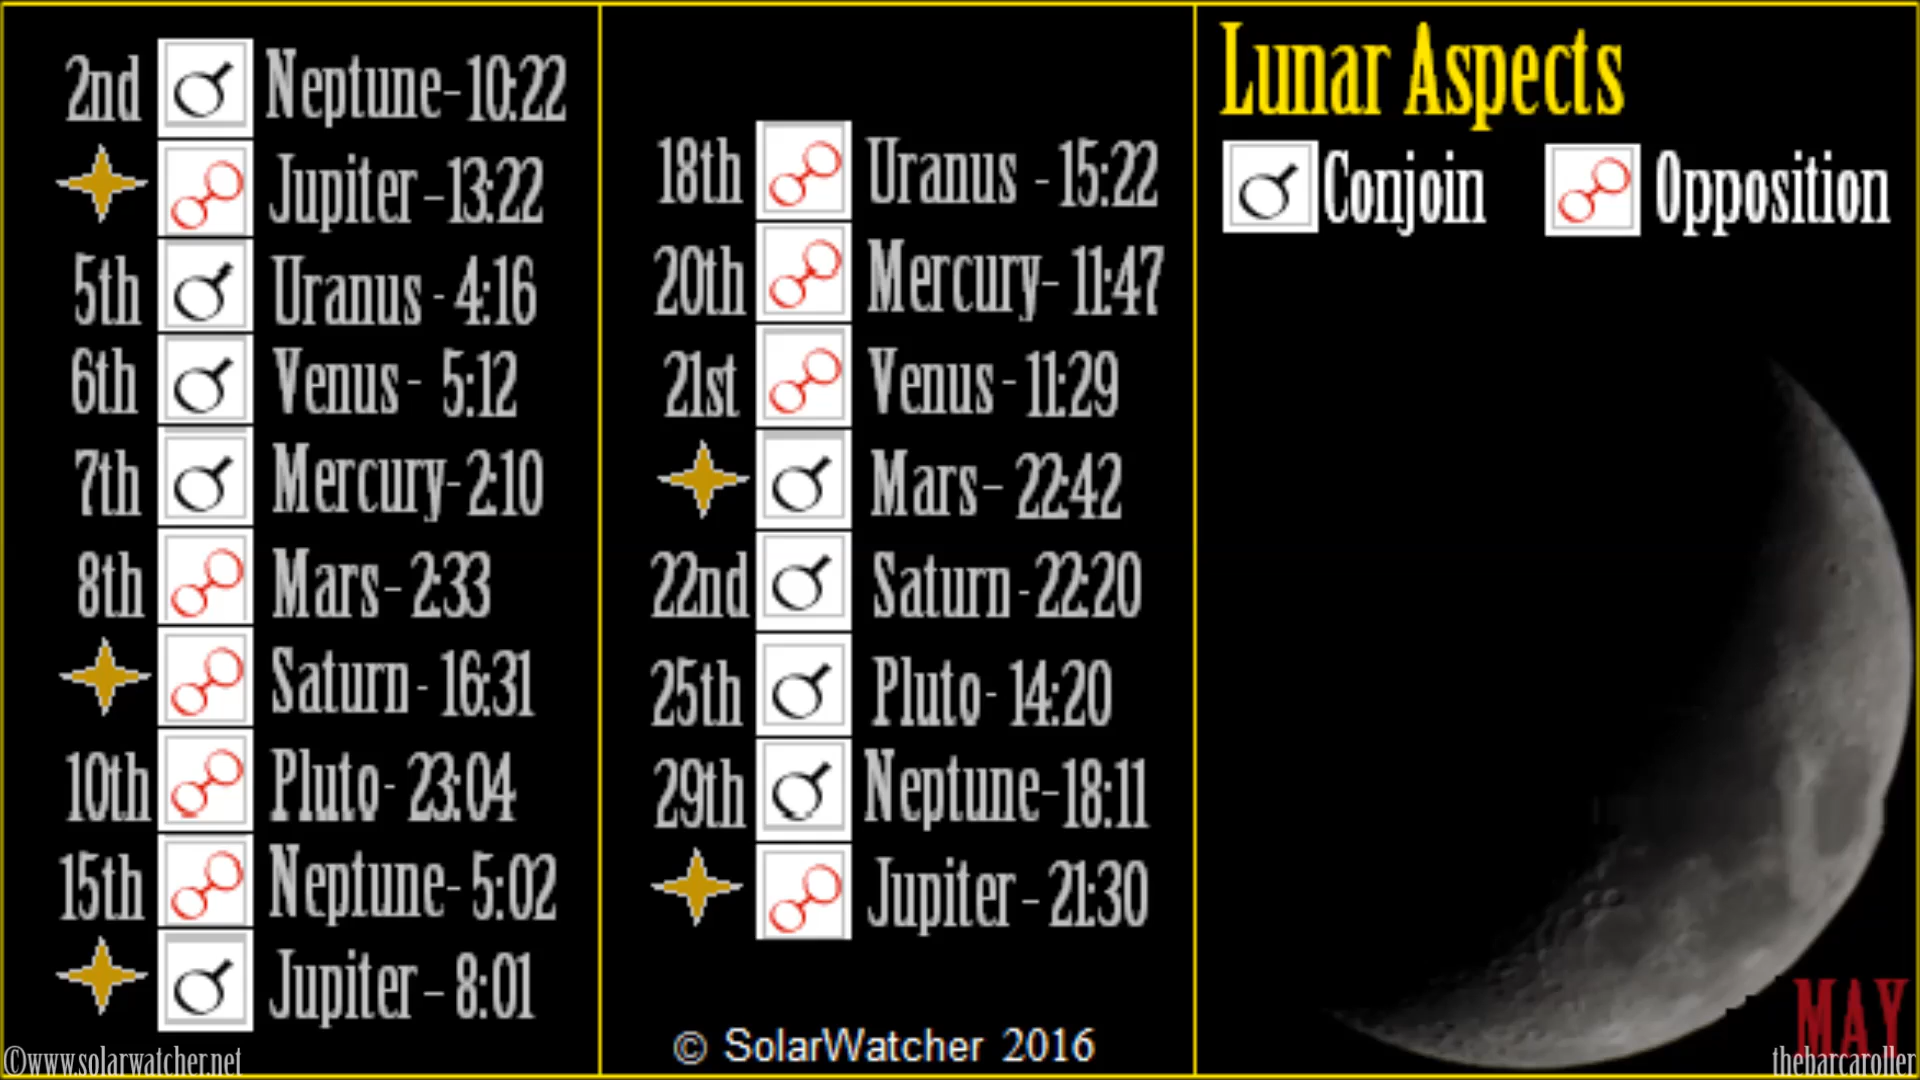 2nd Neptune- 10:22
Jupiter - 13:22
5th Uranus - 4:16
6th Venus - 5:12
7th Mercury- 2:10
8th Mars- 2:33
Saturn - 16:31
10th Pluto- 23:04
15th Neptune- 5:02
Jupiter - 8:01
©www.solarwatcher.net
18th Uranus - 15:22
20th Mercury- 11:47
21st Venus - 11:29
Mars- 22:42
22nd Saturn - 22:20
25th Pluto- 14:20
29th Neptune- 18:11
Jupiter - 21:30
© SolarWatcher 2016
Lunar Aspects
Conjoin Opposition
MAY
thebarcaroller